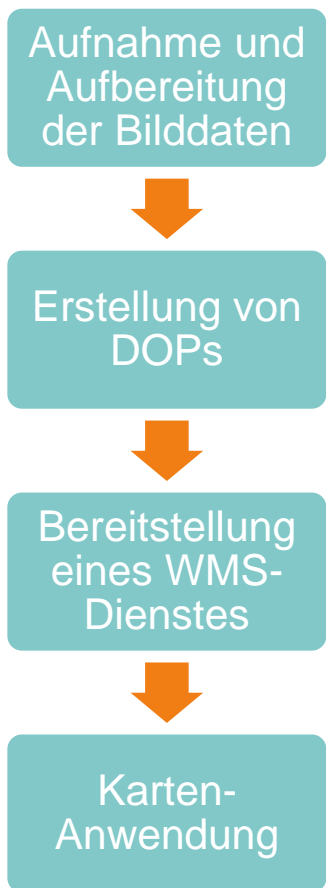 Aufnahme und
Aufbereitung
der Bilddaten
Erstellung von
DOPs
Bereitstellung
eines WMS-
Dienstes
Karten-
Anwendung